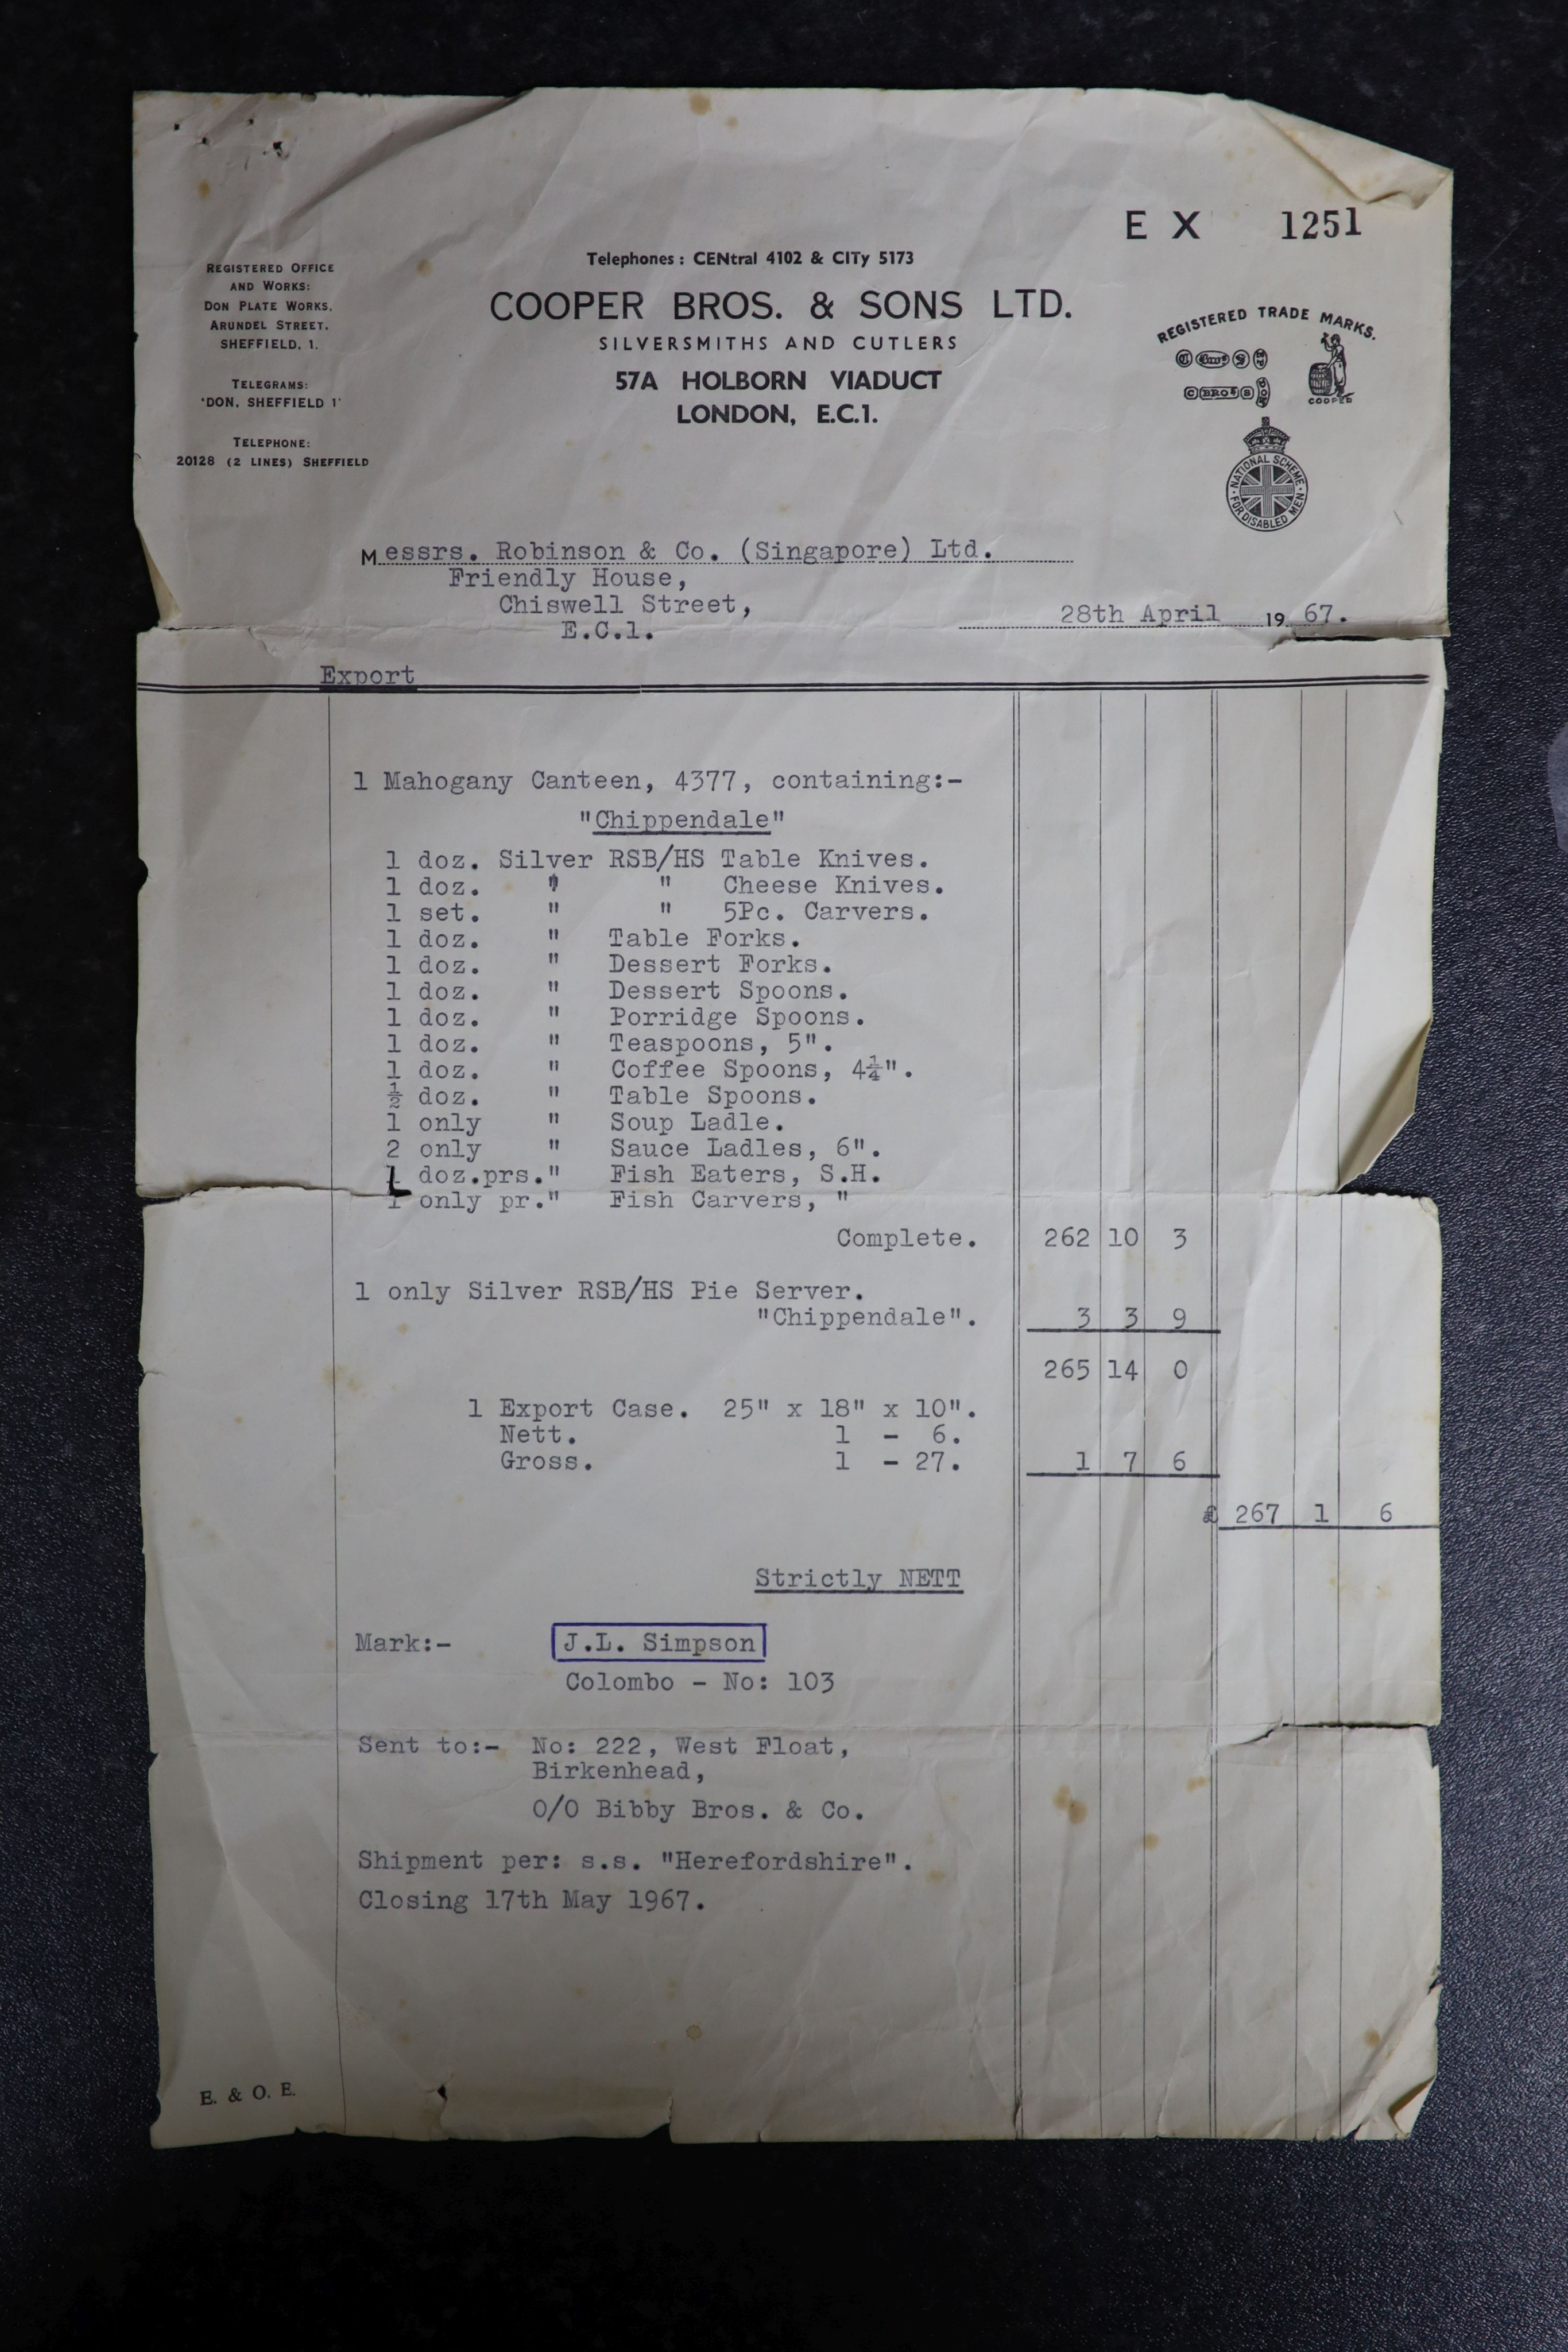 EX 1251
Telephones : CENtral 4102 & CITy 5173
COOPER BROS. & SONS LTD.
SILVERSMITHS AND CUTLERS
57A HOLBORN VIADUCT
LONDON, E.C.1.
REGISTERED OFFICE
AND WORKS:
DON PLATE WORKS,
ARUNDEL STREET,
SHEFFIELD, 1.
TELEGRAMS:
'DON, SHEFFIELD 1'
TELEPHONE:
20128 (2 LINES) SHEFFIELD
REGISTERED TRADE MARKS.
C BROS S
COOPER
NATIONAL SCHEME
FOR DISABLED MEN
Messrs. Robinson & Co. (Singapore) Ltd.
Friendly House,
Chiswell Street,
E.C.1.
28th April 19 67.
Export
1 Mahogany Canteen, 4377, containing:-
"Chippendale"
1 doz. Silver RSB/HS Table Knives.
1 doz. " " Cheese Knives.
1 set. " " 5Pc. Carvers.
1 doz. " Table Forks.
1 doz. " Dessert Forks.
1 doz. " Dessert Spoons.
1 doz. " Porridge Spoons.
1 doz. " Teaspoons, 5".
1 doz. " Coffee Spoons, 4¼".
½ doz. " Table Spoons.
1 only " Soup Ladle.
2 only " Sauce Ladles, 6".
1 doz.prs." Fish Eaters, S.H.
1 only pr." Fish Carvers, "
Complete. 262 10 3
1 only Silver RSB/HS Pie Server.
"Chippendale". 3 3 9
265 14 0
1 Export Case. 25" x 18" x 10".
Nett. 1 - 6.
Gross. 1 - 27. 1 7 6
£ 267 1 6
Strictly NETT
Mark:- J.L. Simpson
Colombo - No: 103
Sent to:- No: 222, West Float,
Birkenhead,
O/O Bibby Bros. & Co.
Shipment per: s.s. "Herefordshire".
Closing 17th May 1967.
E. & O. E.